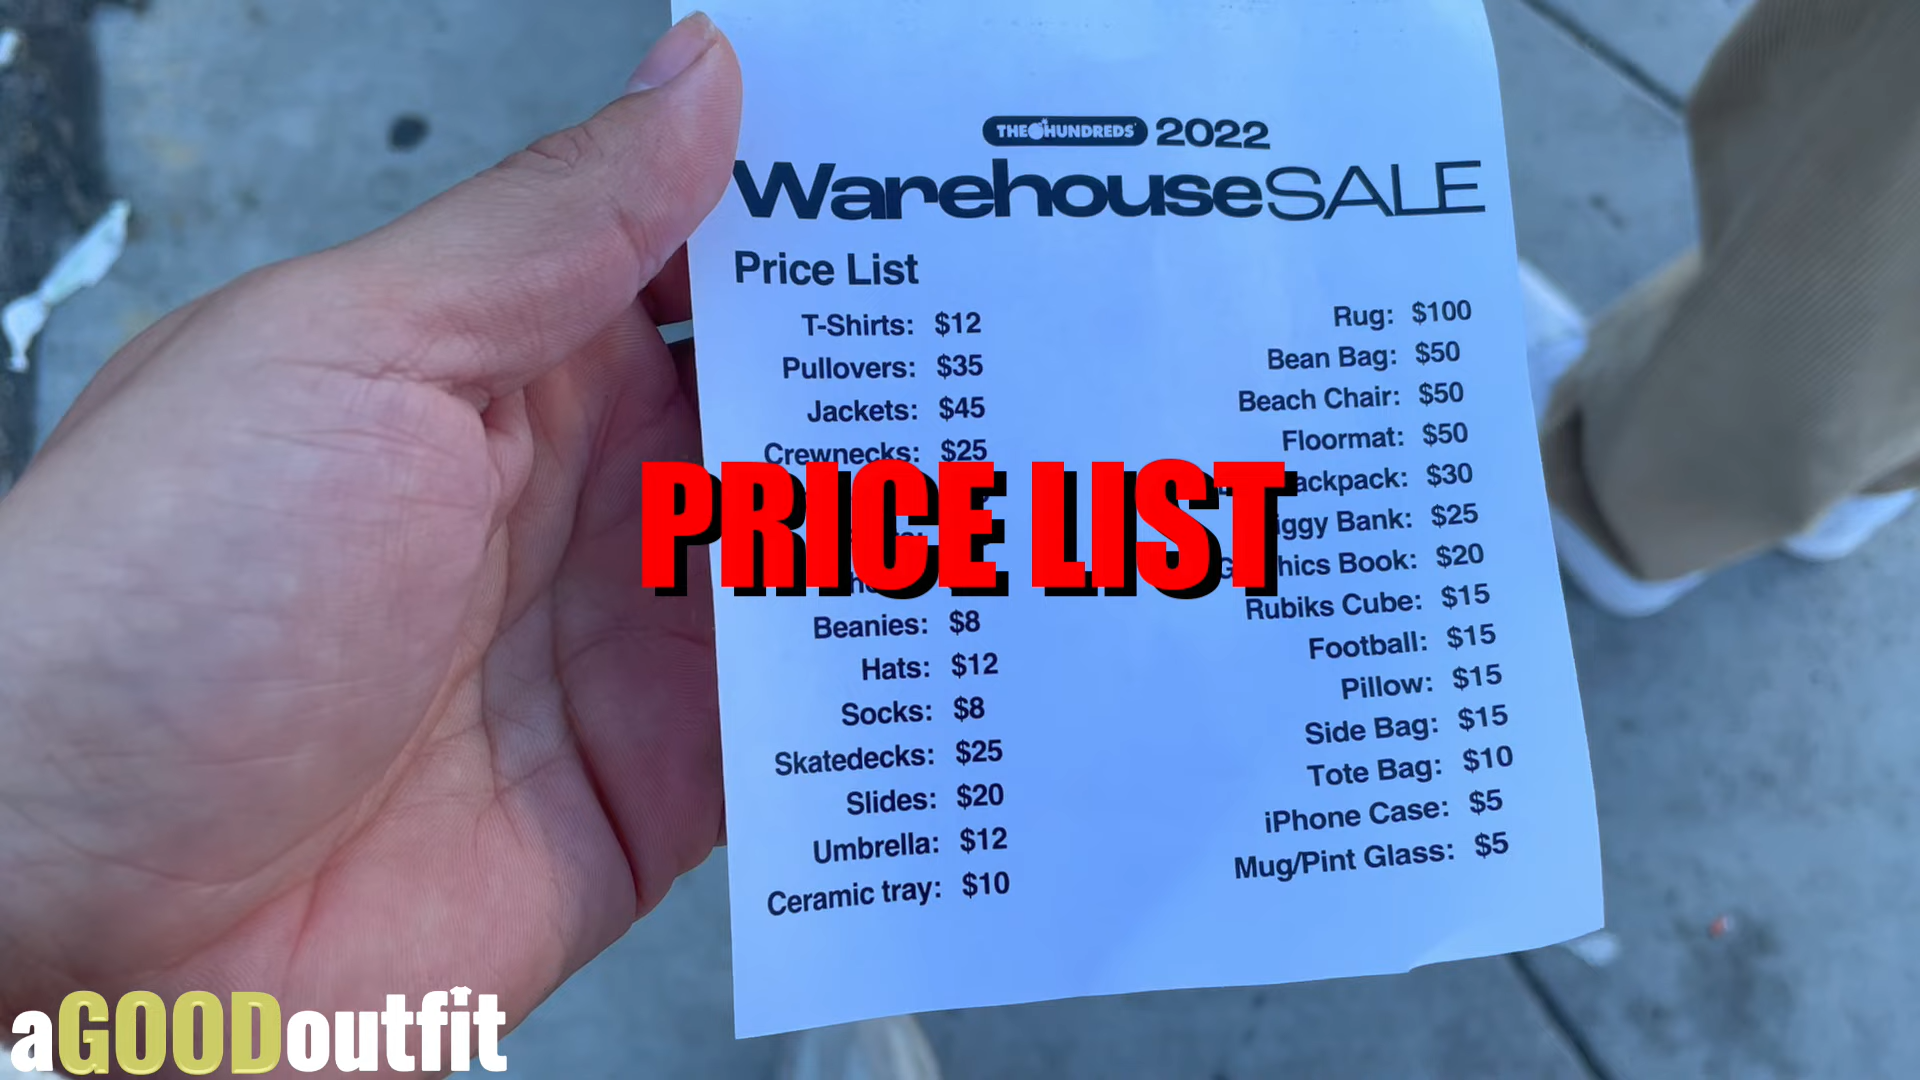 THE HUNDREDS 2022
WarehouseSALE
Price List
T-Shirts: $12
Pullovers: $35
Jackets: $45
Crewnecks: $25
Beanies: $8
Hats: $12
Socks: $8
Skatedecks: $25
Slides: $20
Umbrella: $12
Ceramic tray: $10
Rug: $100
Bean Bag: $50
Beach Chair: $50
Floormat: $50
$30
Bank: $25
Book: $20
Rubiks Cube: $15
Football: $15
Pillow: $15
Side Bag: $15
Tote Bag: $10
iPhone Case: $5
Mug/Pint Glass: $5
PRICE LIST
aGOODoutfit